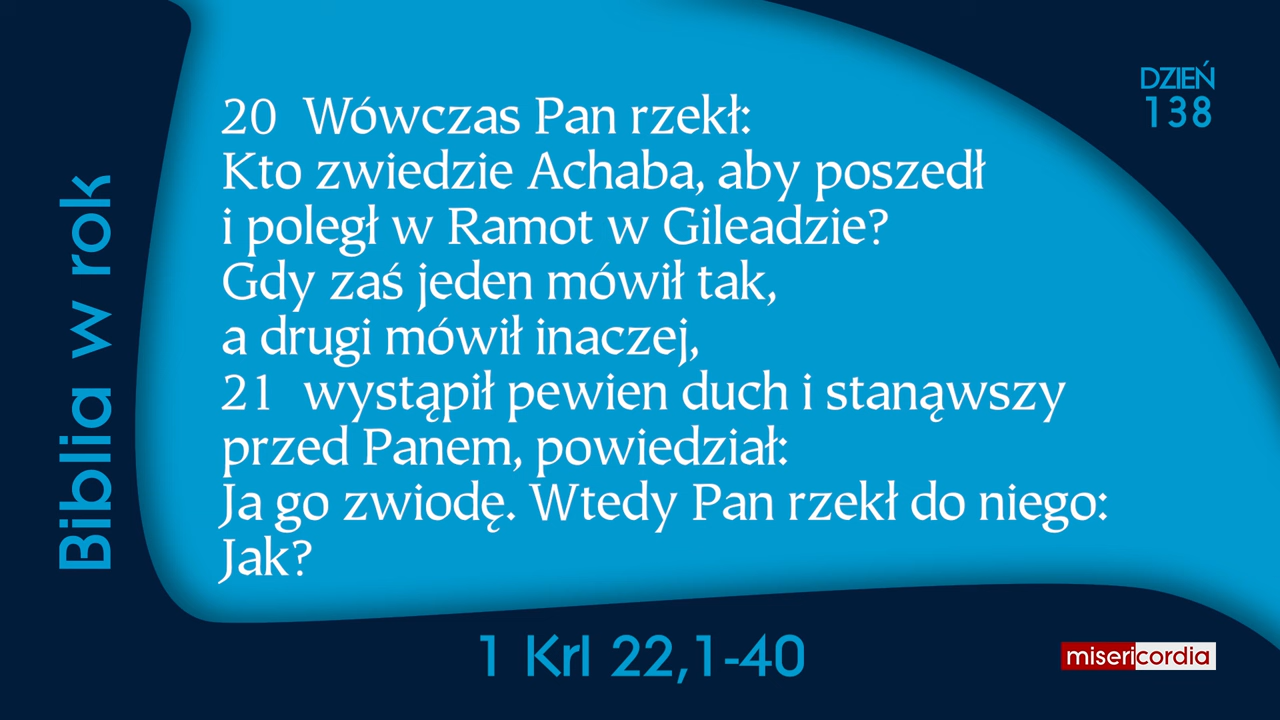 DZIEŃ
138
20 Wówczas Pan rzekł:
Kto zwiedzie Achaba, aby poszedł
i poległ w Ramot w Gileadzie?
Gdy zaś jeden mówił tak,
a drugi mówił inaczej,
21 wystąpił pewien duch i stanąwszy
przed Panem, powiedział:
Ja go zwiodę. Wtedy Pan rzekł do niego:
Jak?
Biblia w rok
1 Krl 22,1-40
misericordia